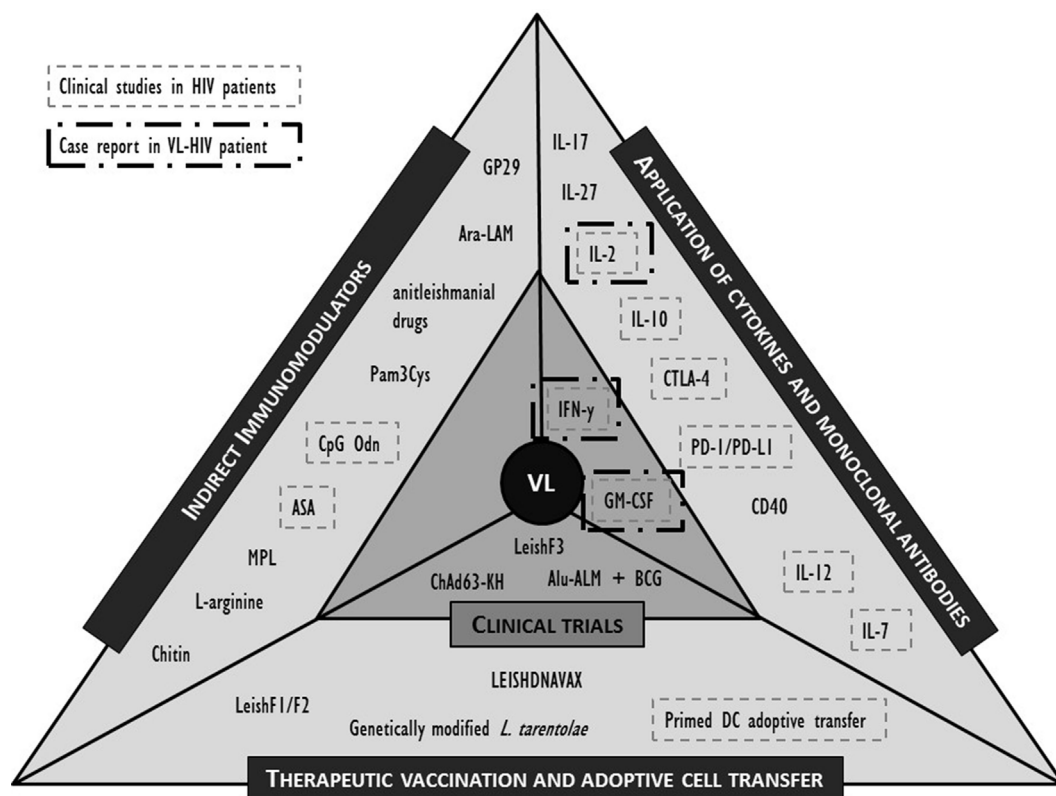 Clinical studies in HIV patients
Case report in VL-HIV patient
INDIRECT IMMUNOMODULATORS
GP29
Ara-LAM
anitleishmanial
drugs
Pam3Cys
CpG Odn
ASA
MPL
L-arginine
Chitin
APPLICATION OF CYTOKINES AND MONOCLONAL ANTIBODIES
IL-17
IL-27
IL-2
IL-10
CTLA-4
PD-1/PD-L1
CD40
IL-12
IL-7
IFN-y
GM-CSF
VL
LeishF3
ChAd63-KH
Alu-ALM + BCG
CLINICAL TRIALS
LEISHDNAVAX
LeishF1/F2
Genetically modified L. tarentolae
Primed DC adoptive transfer
THERAPEUTIC VACCINATION AND ADOPTIVE CELL TRANSFER